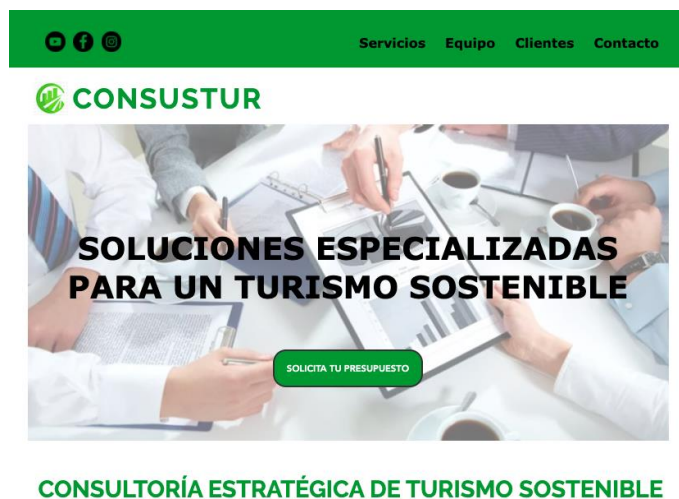 Servicios Equipo Clientes Contacto
CONSUSTUR
SOLUCIONES ESPECIALIZADAS
PARA UN TURISMO SOSTENIBLE
SOLICITA TU PRESUPUESTO
CONSULTORÍA ESTRATÉGICA DE TURISMO SOSTENIBLE